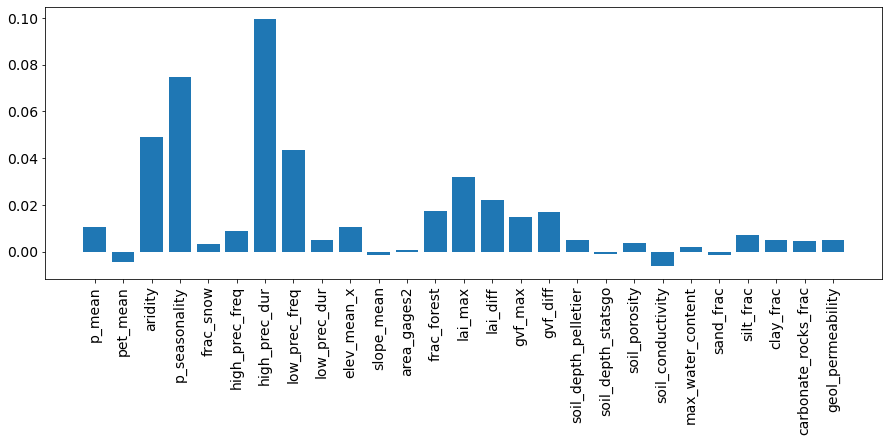 0.10
0.08
0.06
0.04
0.02
0.00
p_mean
pet_mean
aridity
p_seasonality
frac_snow
high_prec_freq
high_prec_dur
low_prec_freq
low_prec_dur
elev_mean_x
slope_mean
area_gages2
frac_forest
lai_max
lai_diff
gvf_max
gvf_diff
soil_depth_pelletier
soil_depth_statsgo
soil_porosity
soil_conductivity
max_water_content
sand_frac
silt_frac
clay_frac
carbonate_rocks_frac
geol_permeability